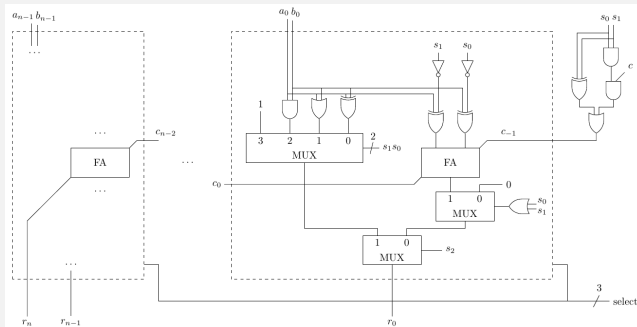 a_{n-1} b_{n-1}
a_0 b_0
s_0 s_1
...
s_1
s_0
c
1
...
c_{n-2}
2
c_{-1}
3 2 1 0
s_1s_0
MUX
FA
...
FA
...
c_0
0
1 0
s_0
s_1
MUX
1 0
s_2
MUX
...
3
select
r_n
r_{n-1}
r_0